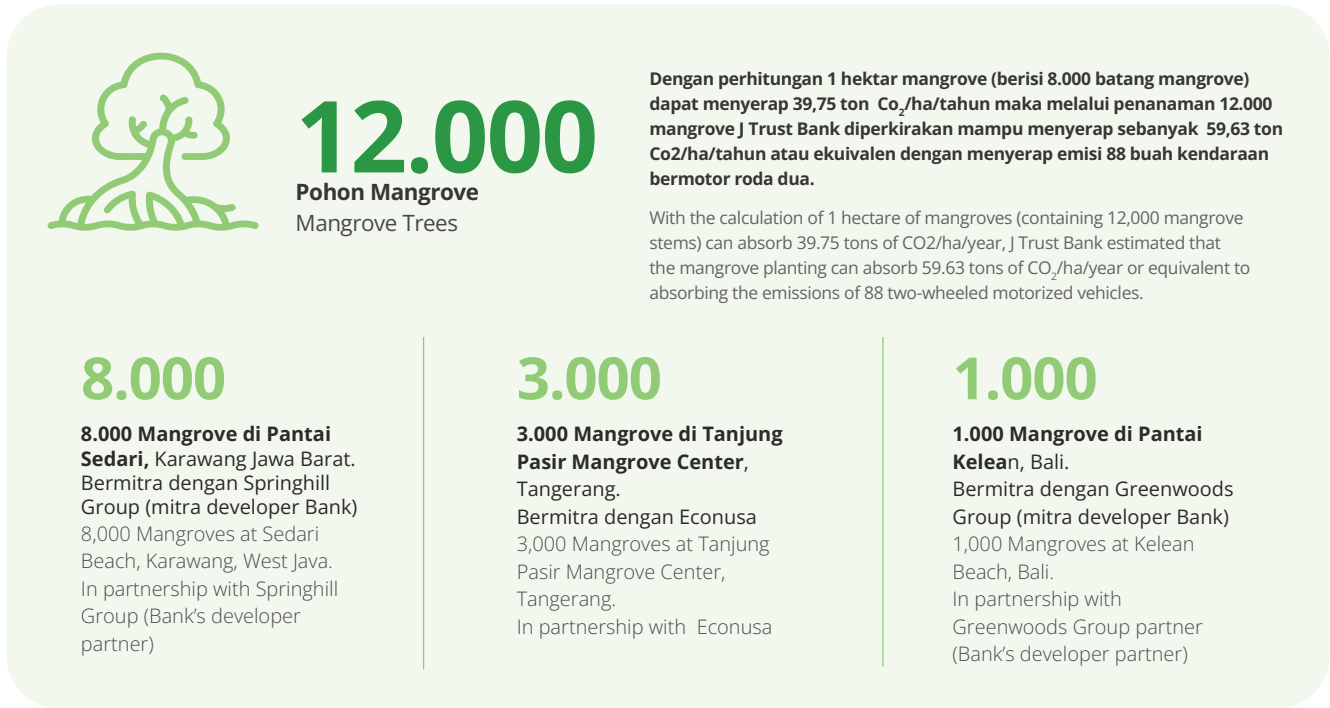 12.000
Pohon Mangrove
Mangrove Trees
Dengan perhitungan 1 hektar mangrove (berisi 8.000 batang mangrove)
dapat menyerap 39,75 ton  Co₂/ha/tahun maka melalui penanaman 12.000
mangrove J Trust Bank diperkirakan mampu menyerap sebanyak  59,63 ton
Co2/ha/tahun atau ekuivalen dengan menyerap emisi 88 buah kendaraan
bermotor roda dua.
With the calculation of 1 hectare of mangroves (containing 12,000 mangrove
stems) can absorb 39.75 tons of CO2/ha/year, J Trust Bank estimated that
the mangrove planting can absorb 59.63 tons of CO₂/ha/year or equivalent to
absorbing the emissions of 88 two-wheeled motorized vehicles.
8.000
8.000 Mangrove di Pantai
Sedari, Karawang Jawa Barat.
Bermitra dengan Springhill
Group (mitra developer Bank)
8,000 Mangroves at Sedari
Beach, Karawang, West Java.
In partnership with Springhill
Group (Bank’s developer
partner)
3.000
3.000 Mangrove di Tanjung
Pasir Mangrove Center,
Tangerang.
Bermitra dengan Econusa
3,000 Mangroves at Tanjung
Pasir Mangrove Center,
Tangerang.
In partnership with  Econusa
1.000
1.000 Mangrove di Pantai
Kelean, Bali.
Bermitra dengan Greenwoods
Group (mitra developer Bank)
1,000 Mangroves at Kelean
Beach, Bali.
In partnership with
Greenwoods Group partner
(Bank’s developer partner)